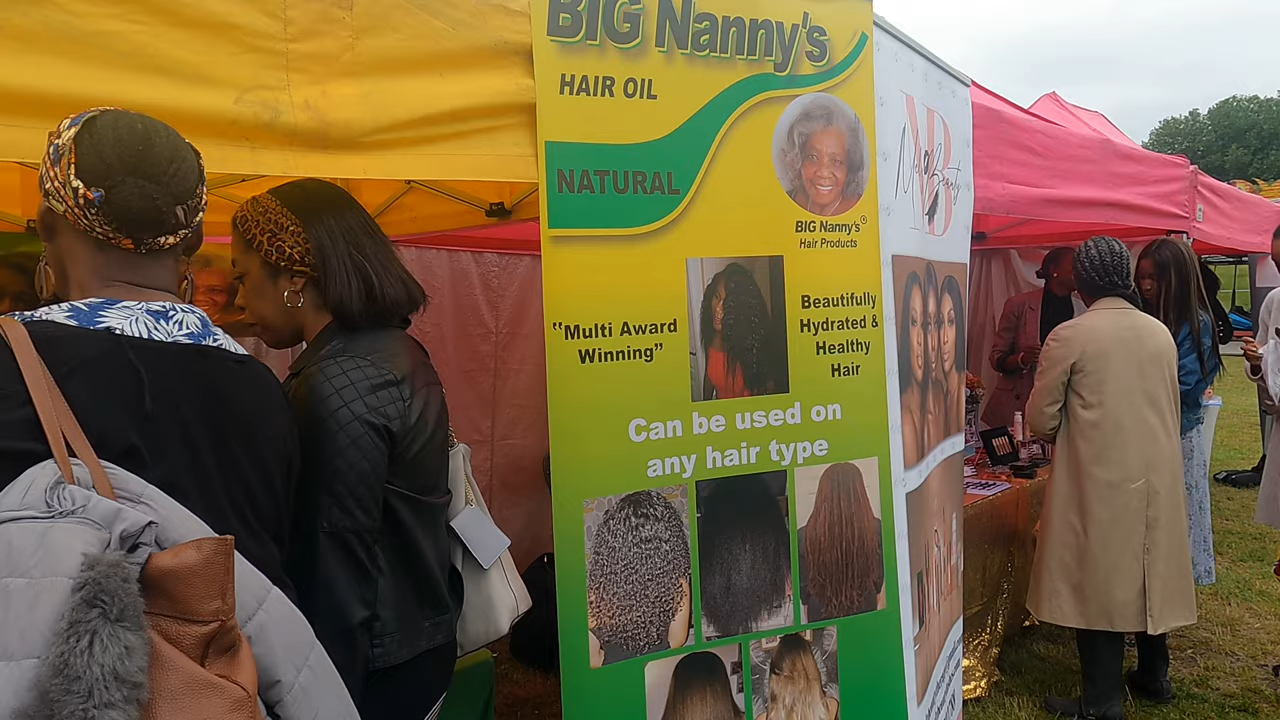 BIG Nanny's
HAIR OIL
NATURAL
BIG Nanny's®
Hair Products
"Multi Award
Winning"
Beautifully
Hydrated &
Healthy
Hair
Can be used on
any hair type